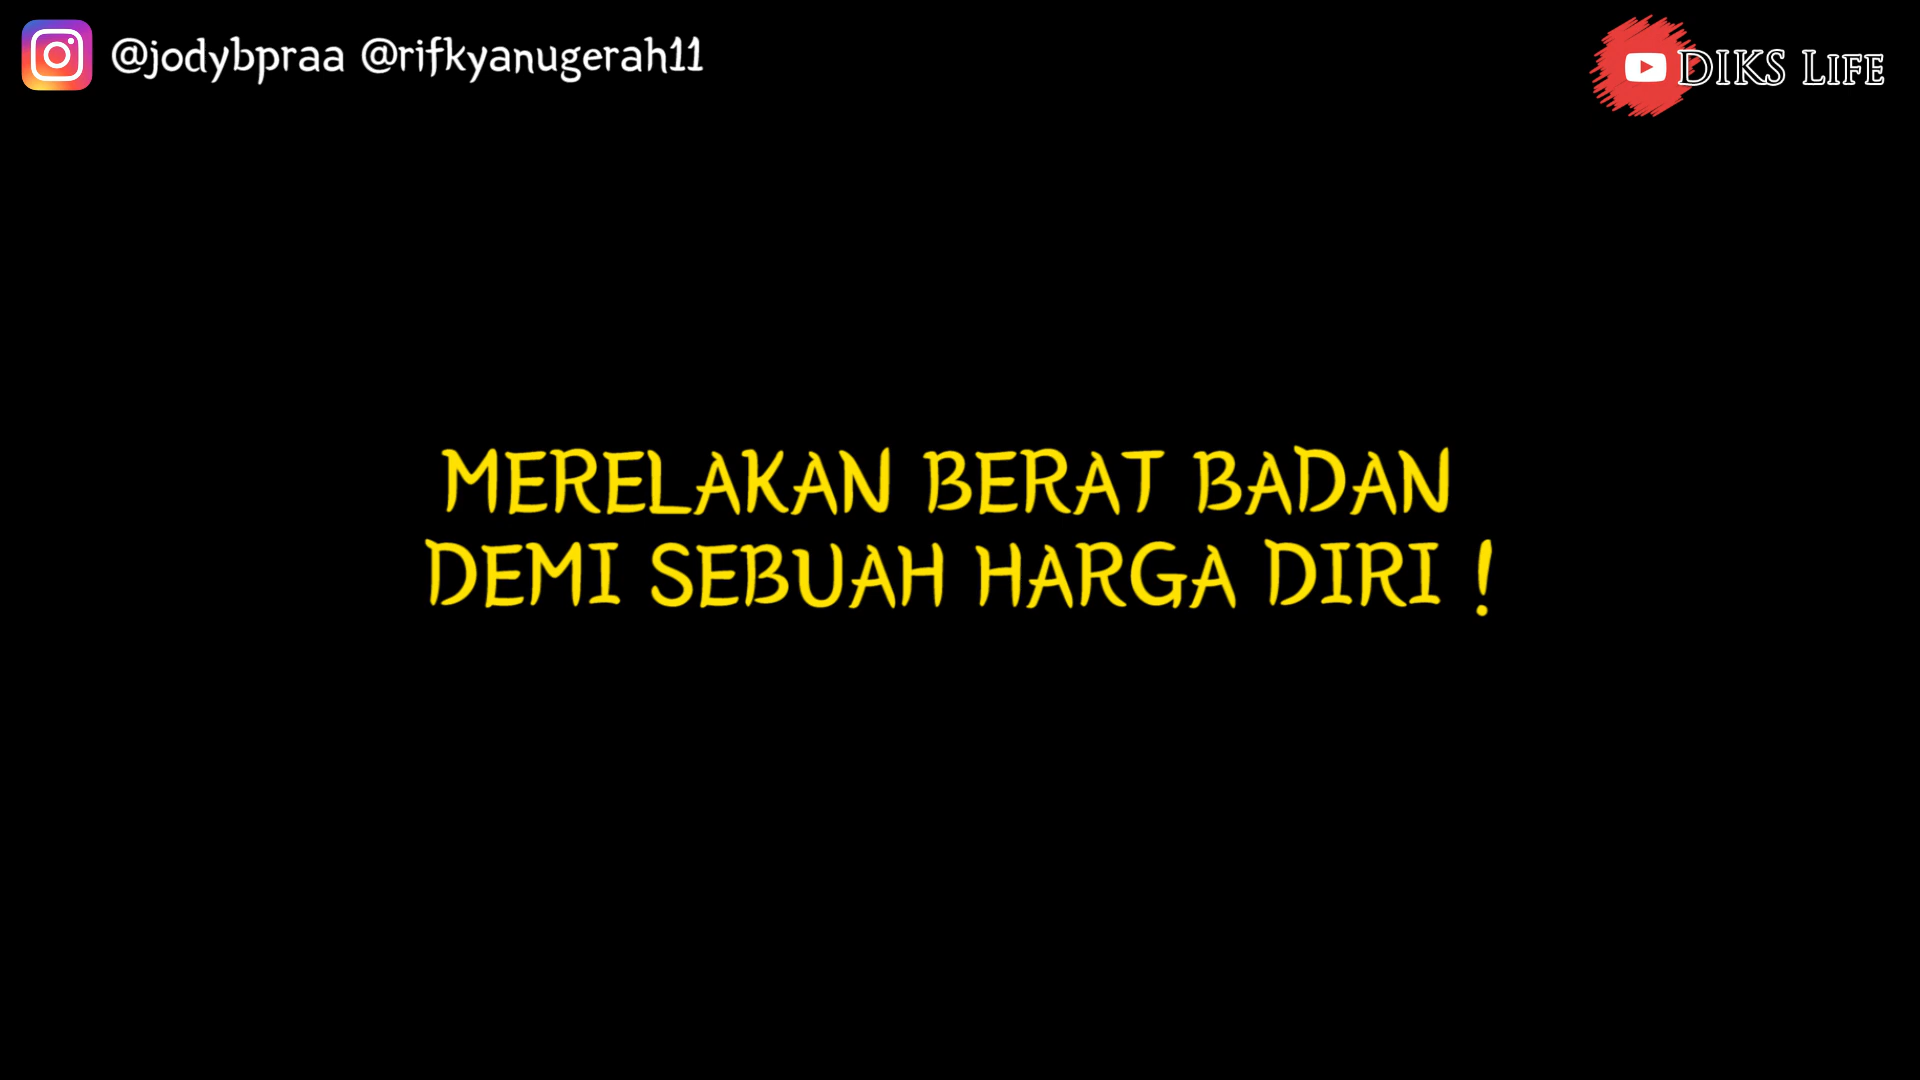 @jodybpraa @rifkyanugerah11
DIKS LIFE
MERELAKAN BERAT BADAN
DEMI SEBUAH HARGA DIRI !